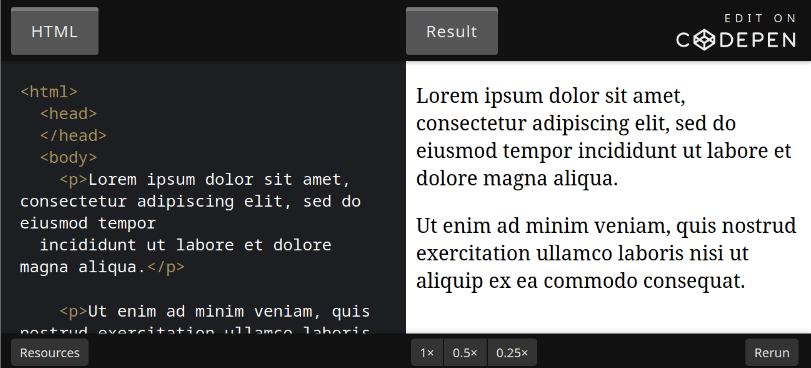 HTML
Result
EDIT ON
CODEPEN
<html>
<head>
</head>
<body>
<p>Lorem ipsum dolor sit amet,
consectetur adipiscing elit, sed do
eiusmod tempor
incididunt ut labore et dolore
magna aliqua.</p>
<p>Ut enim ad minim veniam, quis
nostrud exercitation ullamco laboris
Lorem ipsum dolor sit amet,
consectetur adipiscing elit, sed do
eiusmod tempor incididunt ut labore et
dolore magna aliqua.
Ut enim ad minim veniam, quis nostrud
exercitation ullamco laboris nisi ut
aliquip ex ea commodo consequat.
Resources
1×
0.5×
0.25×
Rerun